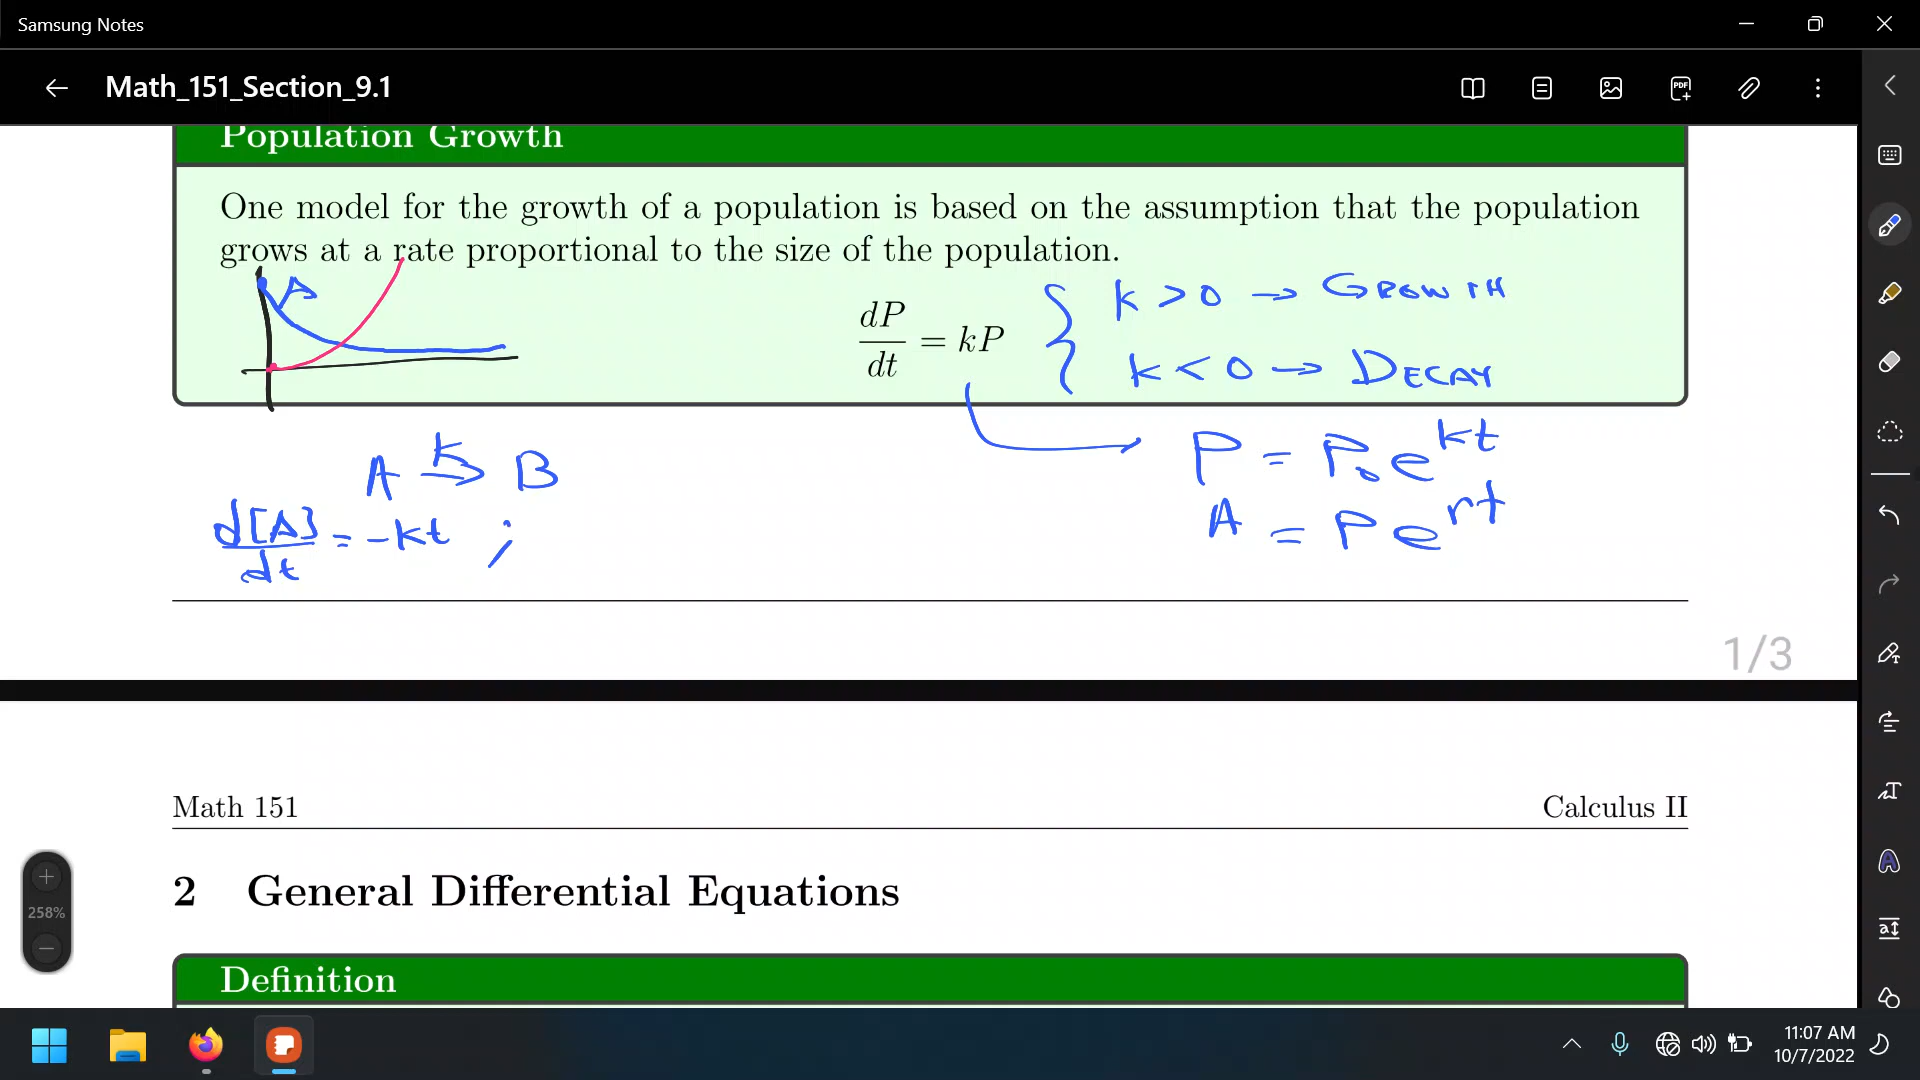 Samsung Notes
Math_151_Section_9.1
PDF
Population Growth
One model for the growth of a population is based on the assumption that the population
grows at a rate proportional to the size of the population.
A
dP/dt = kP
k > 0 → GROWTH
k < 0 → DECAY
P = P₀e^kt
A = Pe^rt
A k→ B
d[A]/dt = -kt ;
1/3
Math 151 Calculus II
2 General Differential Equations
258%
Definition
11:07 AM
10/7/2022